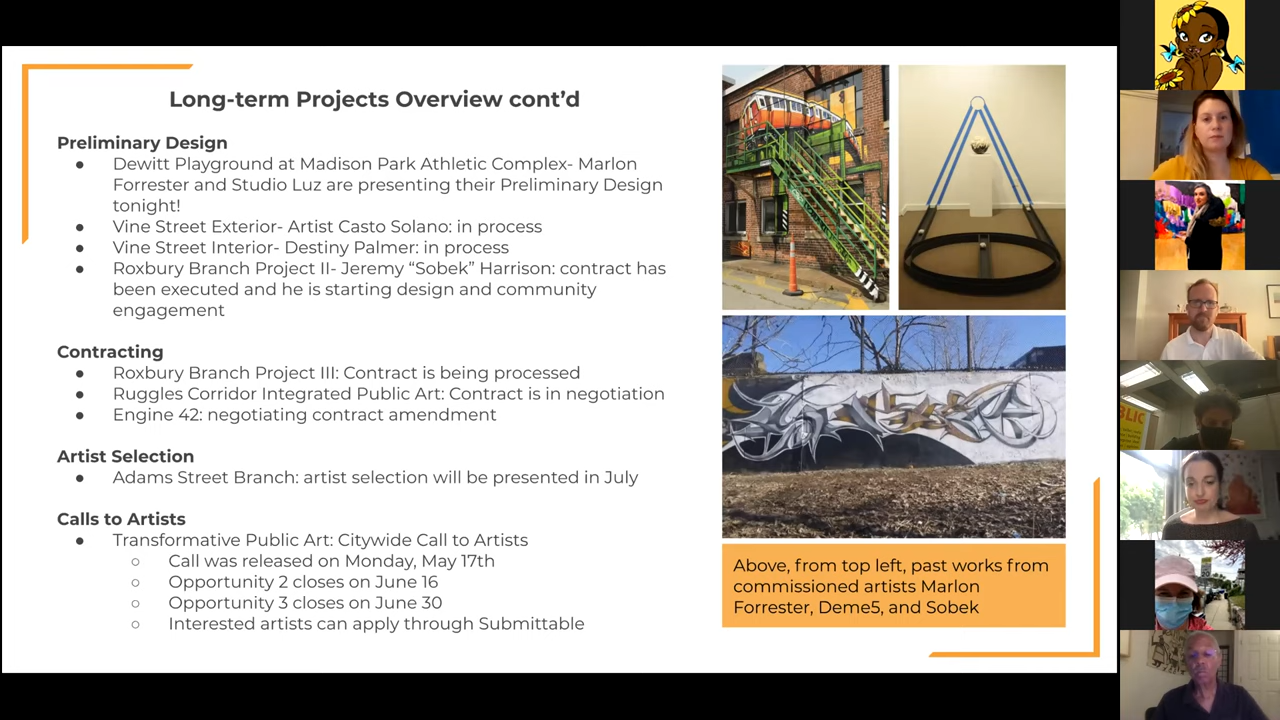 Long-term Projects Overview cont’d
Preliminary Design
● Dewitt Playground at Madison Park Athletic Complex- Marlon
Forrester and Studio Luz are presenting their Preliminary Design
tonight!
● Vine Street Exterior- Artist Casto Solano: in process
● Vine Street Interior- Destiny Palmer: in process
● Roxbury Branch Project II- Jeremy “Sobek” Harrison: contract has
been executed and he is starting design and community
engagement
Contracting
● Roxbury Branch Project III: Contract is being processed
● Ruggles Corridor Integrated Public Art: Contract is in negotiation
● Engine 42: negotiating contract amendment
Artist Selection
● Adams Street Branch: artist selection will be presented in July
Calls to Artists
● Transformative Public Art: Citywide Call to Artists
○ Call was released on Monday, May 17th
○ Opportunity 2 closes on June 16
○ Opportunity 3 closes on June 30
○ Interested artists can apply through Submittable
Above, from top left, past works from
commissioned artists Marlon
Forrester, Deme5, and Sobek